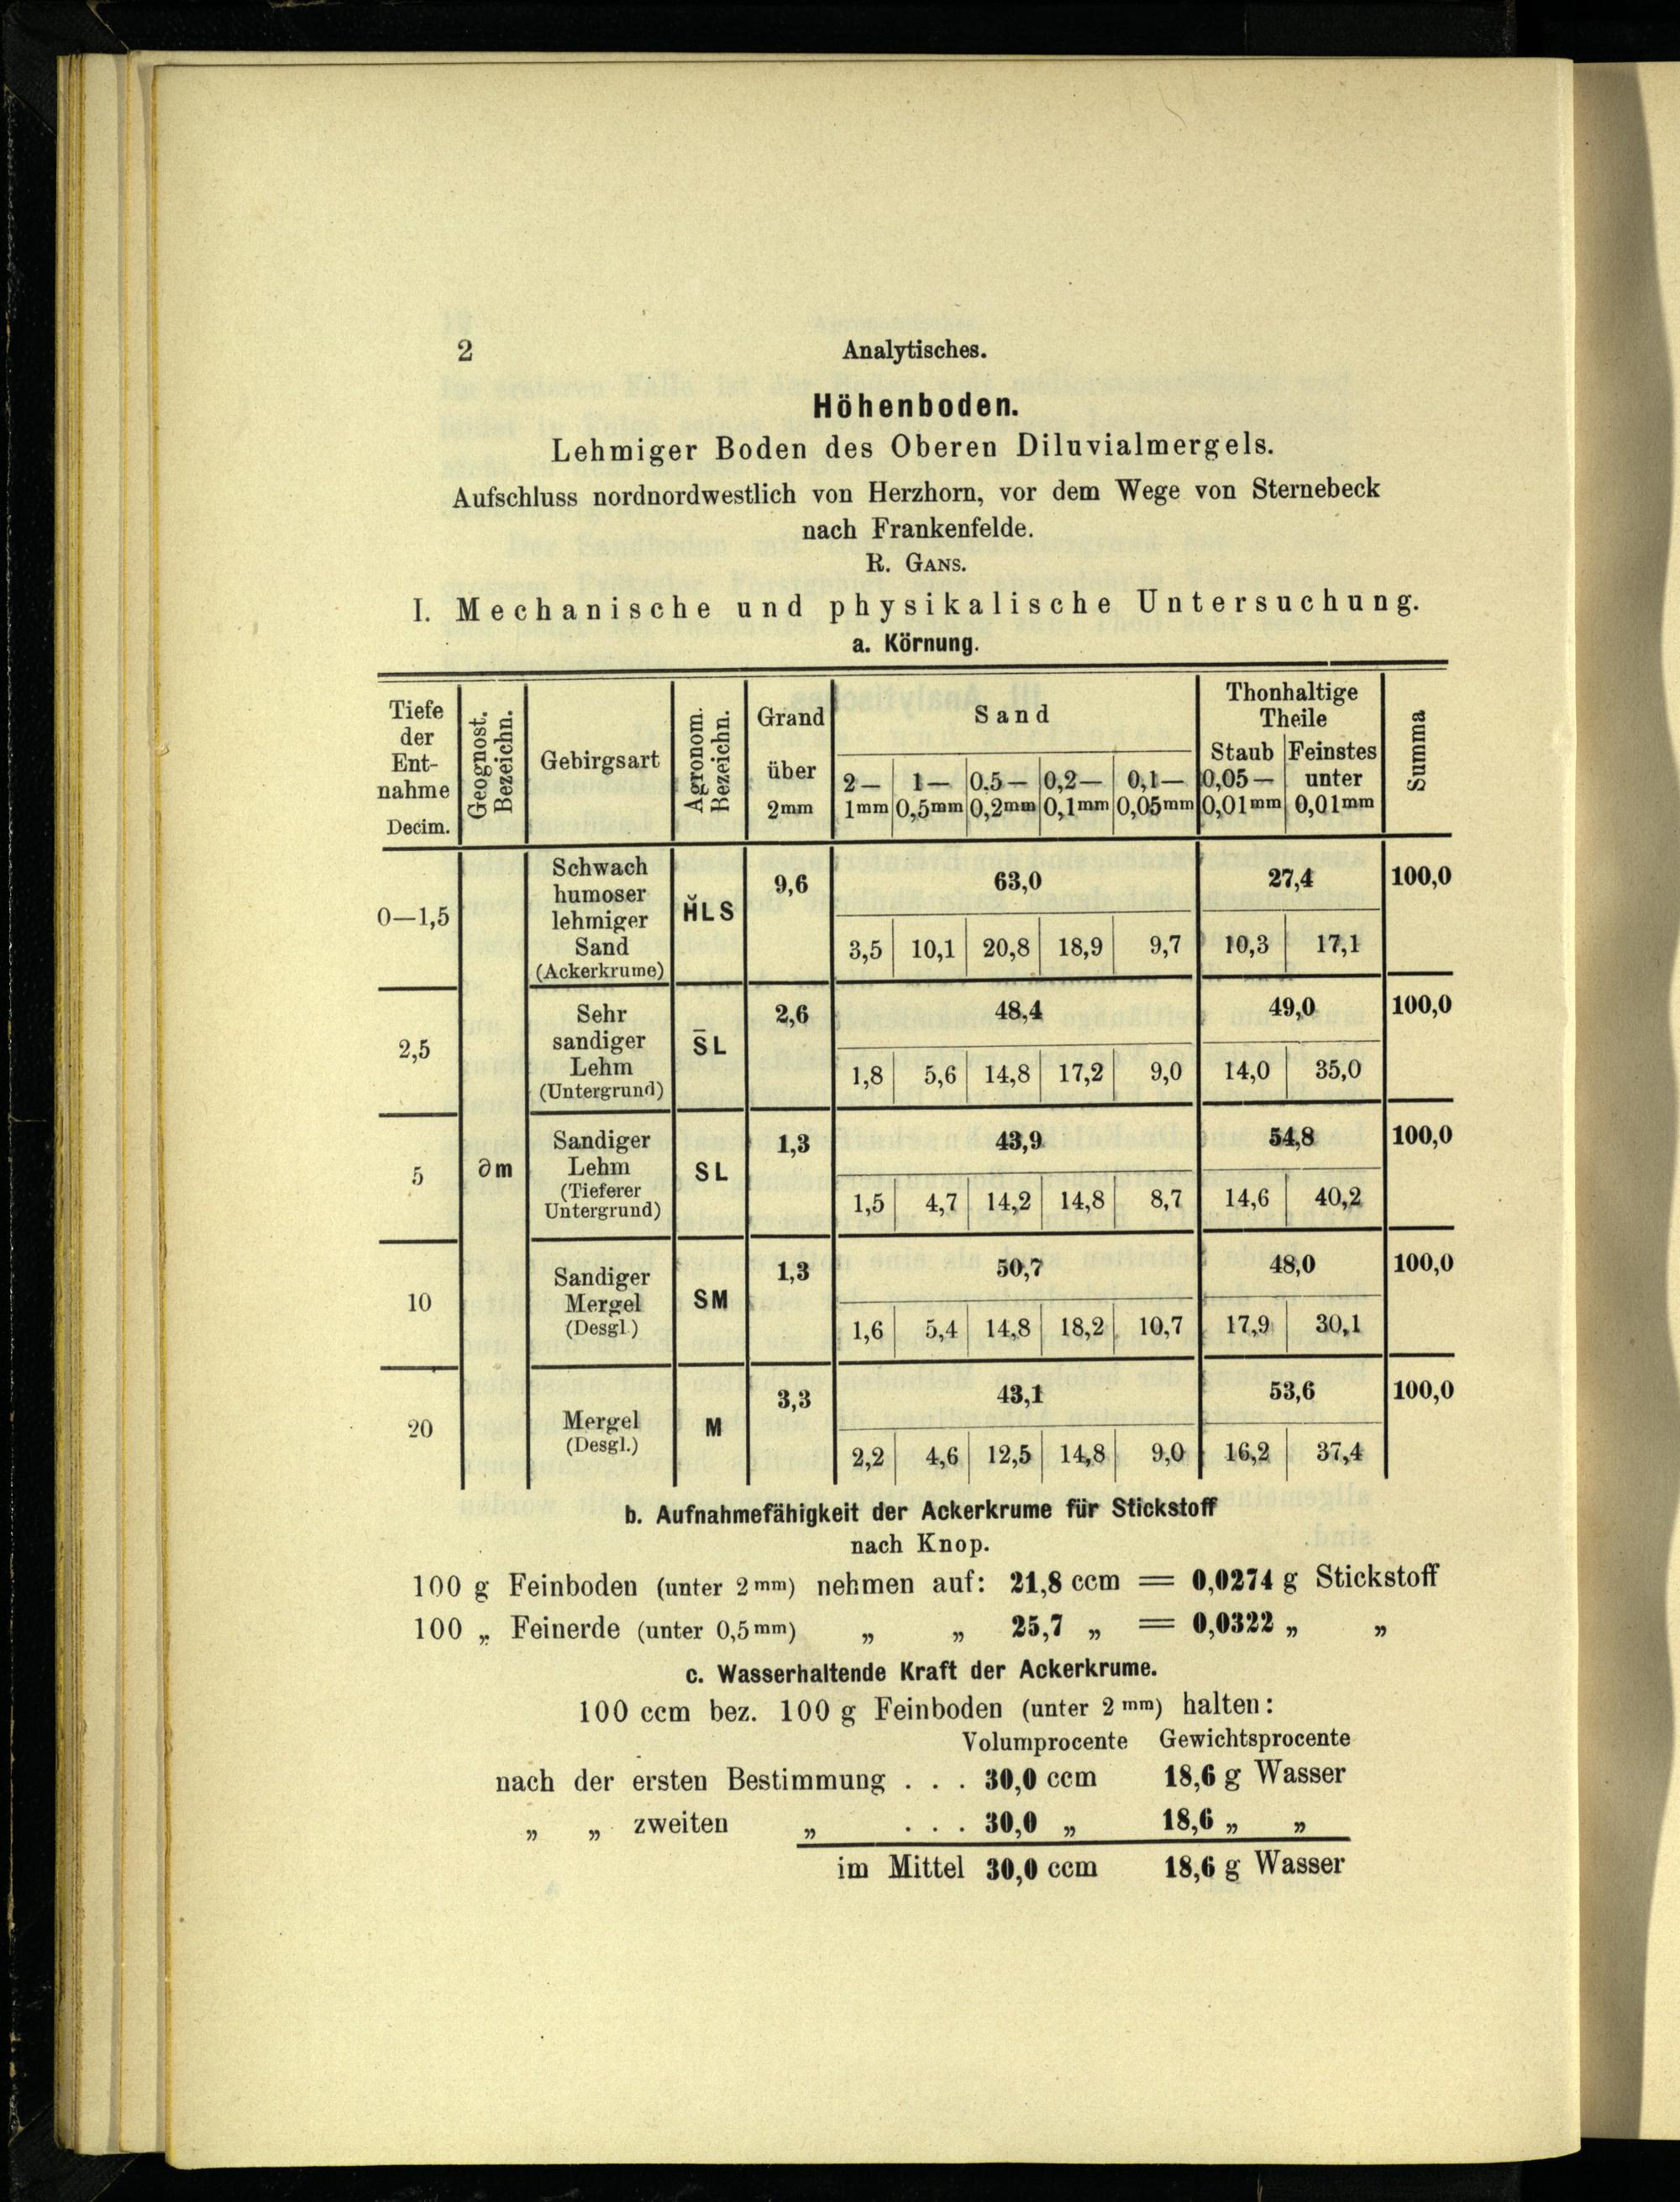 2 Analytisches.
Höhenboden.
Lehmiger Boden des Oberen Diluvialmergels.
Aufschluss nordnordwestlich von Herzhorn, vor dem Wege von Sternebeck
nach Frankenfelde.
R. GANS.
I. Mechanische und physikalische Untersuchung.
a. Körnung.
Tiefe der Ent- nahme Decim. | Geognost. Bezeichn. | Gebirgsart | Agronom. Bezeichn. | Grand über 2mm | Sand | Thonhaltige Theile | Summa
2— 1mm | 1— 0,5mm | 0,5— 0,2mm | 0,2— 0,1mm | 0,1— 0,05mm | Staub 0,05— 0,01mm | Feinstes unter 0,01mm
0—1,5 | Schwach humoser lehmiger Sand (Ackerkrume) | H̆LS | 9,6 | 63,0 | 27,4 | 100,0
3,5 | 10,1 | 20,8 | 18,9 | 9,7 | 10,3 | 17,1
2,5 | Sehr sandiger Lehm (Untergrund) | S̄L | 2,6 | 48,4 | 49,0 | 100,0
1,8 | 5,6 | 14,8 | 17,2 | 9,0 | 14,0 | 35,0
5 | ∂m | Sandiger Lehm (Tieferer Untergrund) | SL | 1,3 | 43,9 | 54,8 | 100,0
1,5 | 4,7 | 14,2 | 14,8 | 8,7 | 14,6 | 40,2
10 | Sandiger Mergel (Desgl.) | SM | 1,3 | 50,7 | 48,0 | 100,0
1,6 | 5,4 | 14,8 | 18,2 | 10,7 | 17,9 | 30,1
20 | Mergel (Desgl.) | M | 3,3 | 43,1 | 53,6 | 100,0
2,2 | 4,6 | 12,5 | 14,8 | 9,0 | 16,2 | 37,4
b. Aufnahmefähigkeit der Ackerkrume für Stickstoff
nach Knop.
100 g Feinboden (unter 2mm) nehmen auf: 21,8 ccm = 0,0274 g Stickstoff
100 „ Feinerde (unter 0,5mm) „ „ 25,7 „ = 0,0322 „ „
c. Wasserhaltende Kraft der Ackerkrume.
100 ccm bez. 100 g Feinboden (unter 2mm) halten:
Volumprocente Gewichtsprocente
nach der ersten Bestimmung . . . 30,0 ccm 18,6 g Wasser
„ „ zweiten „ . . . 30,0 „ 18,6 „ „
im Mittel 30,0 ccm 18,6 g Wasser